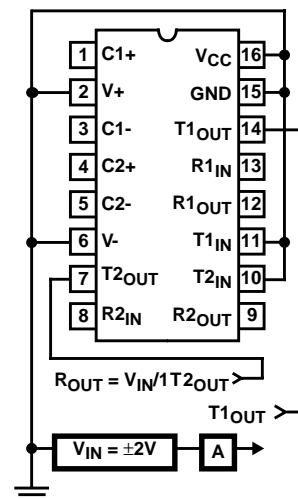 1 C1+ VCC 16
2 V+ GND 15
3 C1- T1OUT 14
4 C2+ R1IN 13
5 C2- R1OUT 12
6 V- T1IN 11
7 T2OUT T2IN 10
8 R2IN R2OUT 9
ROUT = VIN/1T2OUT
T1OUT
VIN = ±2V A